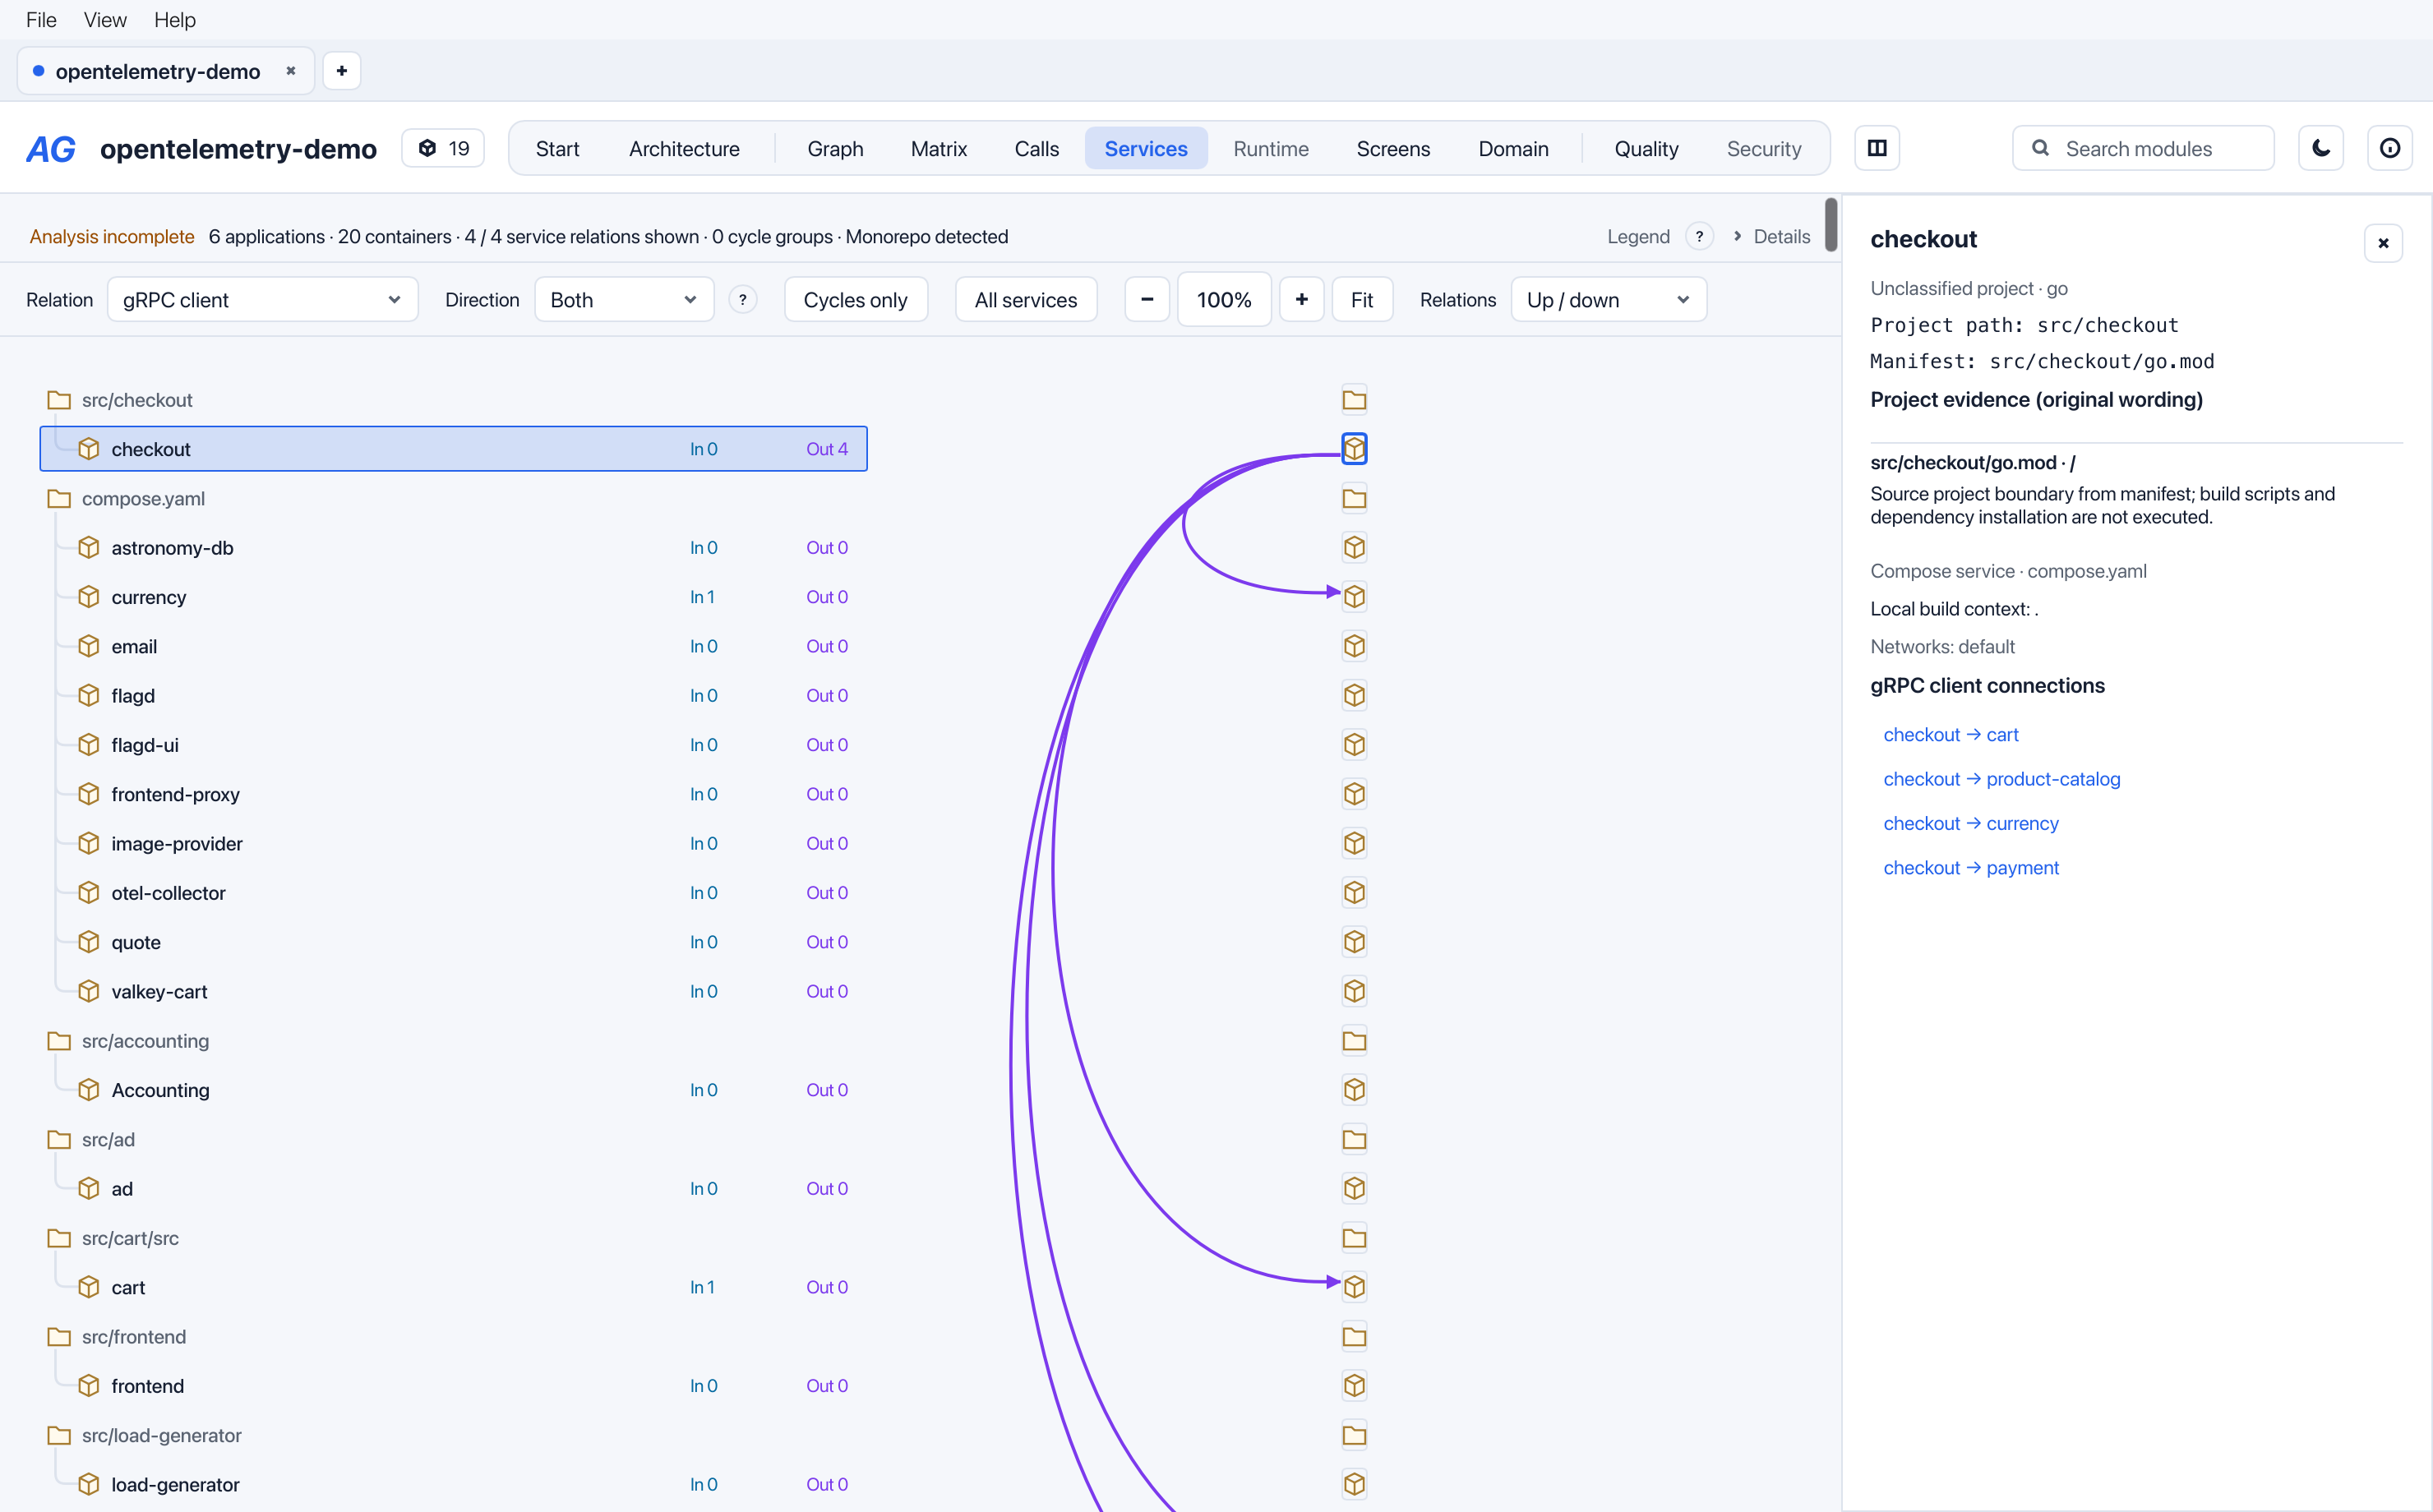 File View Help
opentelemetry-demo × +
AG opentelemetry-demo 19 Start Architecture Graph Matrix Calls Services Runtime Screens Domain Quality Security Search modules
Analysis incomplete 6 applications · 20 containers · 4 / 4 service relations shown · 0 cycle groups · Monorepo detected Legend ? › Details
Relation gRPC client Direction Both ? Cycles only All services − 100% + Fit Relations Up / down
src/checkout
checkout In 0 Out 4
compose.yaml
astronomy-db In 0 Out 0
currency In 1 Out 0
email In 0 Out 0
flagd In 0 Out 0
flagd-ui In 0 Out 0
frontend-proxy In 0 Out 0
image-provider In 0 Out 0
otel-collector In 0 Out 0
quote In 0 Out 0
valkey-cart In 0 Out 0
src/accounting
Accounting In 0 Out 0
src/ad
ad In 0 Out 0
src/cart/src
cart In 1 Out 0
src/frontend
frontend In 0 Out 0
src/load-generator
load-generator In 0 Out 0
checkout ×
Unclassified project · go
Project path: src/checkout
Manifest: src/checkout/go.mod
Project evidence (original wording)
src/checkout/go.mod · /
Source project boundary from manifest; build scripts and
dependency installation are not executed.
Compose service · compose.yaml
Local build context: .
Networks: default
gRPC client connections
checkout → cart
checkout → product-catalog
checkout → currency
checkout → payment